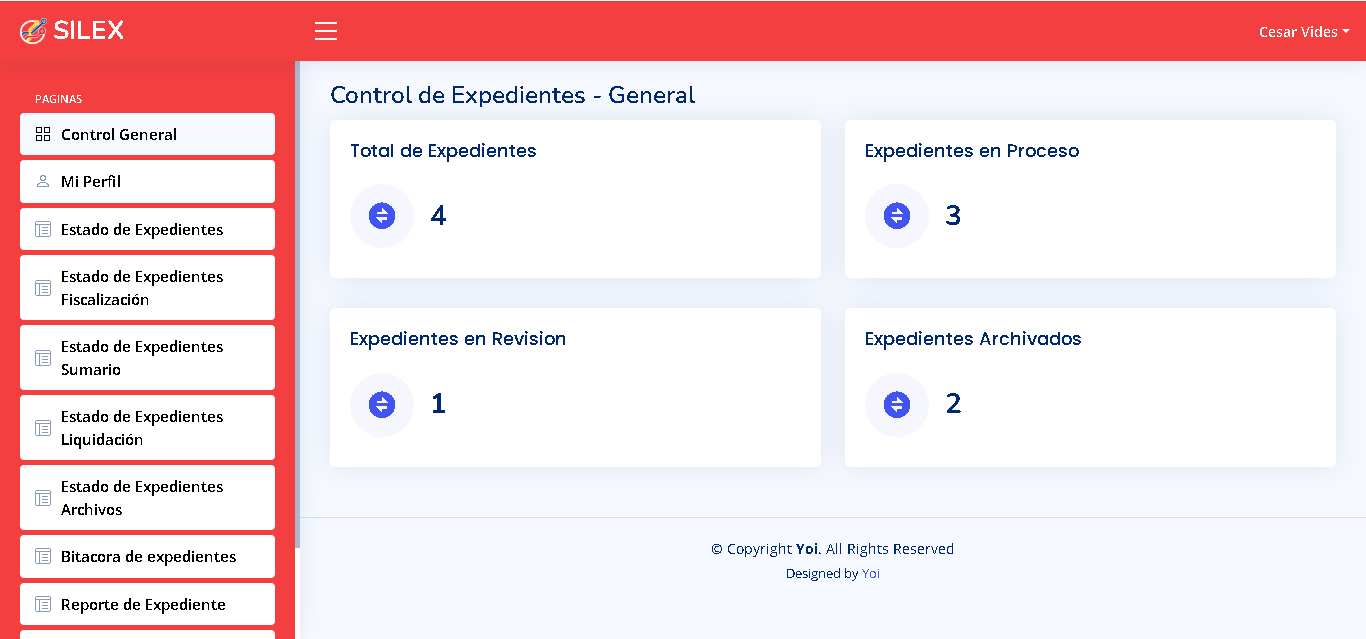 SILEX
Cesar Vides
PAGINAS
Control General
Mi Perfil
Estado de Expedientes
Estado de Expedientes
Fiscalización
Estado de Expedientes
Sumario
Estado de Expedientes
Liquidación
Estado de Expedientes
Archivos
Bitacora de expedientes
Reporte de Expediente
Control de Expedientes - General
Total de Expedientes
4
Expedientes en Proceso
3
Expedientes en Revision
1
Expedientes Archivados
2
© Copyright Yoi. All Rights Reserved
Designed by Yoi